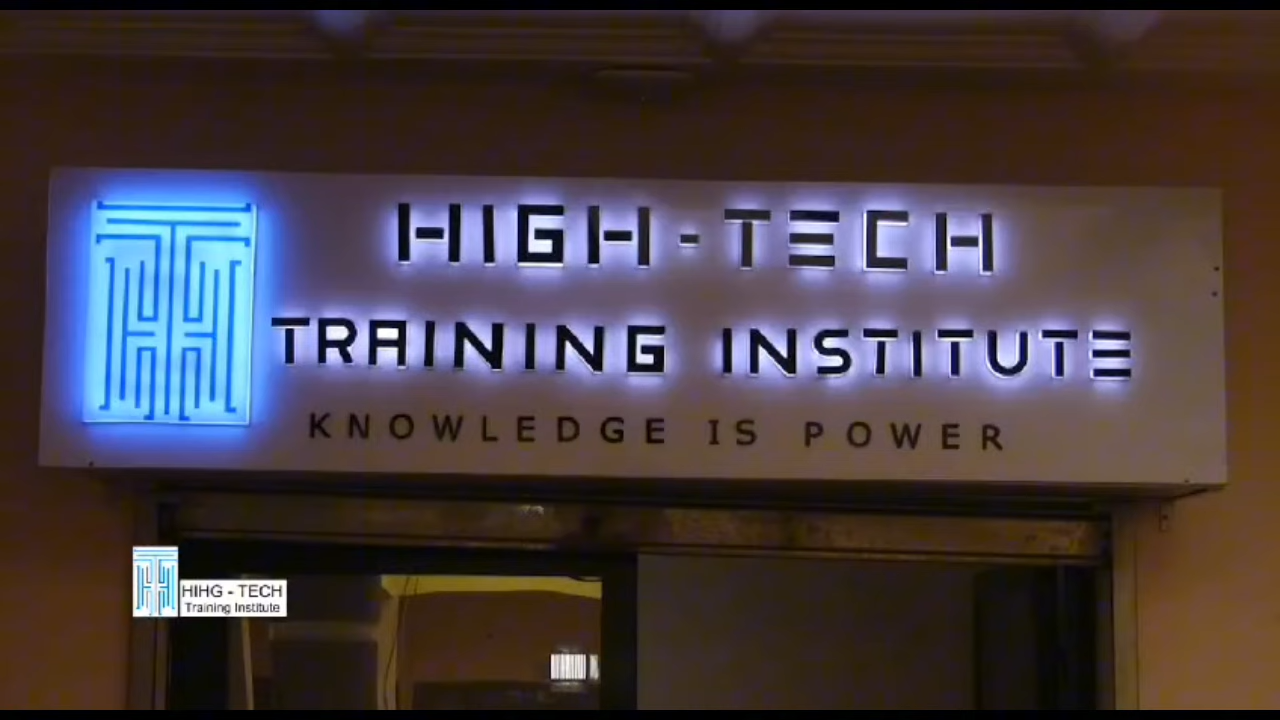 HIGH-TECH
TRAINING INSTITUTE
KNOWLEDGE IS POWER
HIHG - TECH
Training Institute